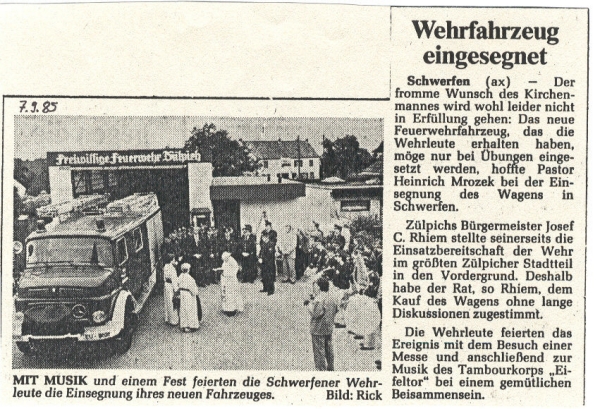 Wehrfahrzeug
eingesegnet
Schwerfen (ax) — Der
fromme Wunsch des Kirchen-
mannes wird wohl leider nicht
in Erfüllung gehen: Das neue
Feuerwehrfahrzeug, das die
Wehrleute erhalten haben,
möge nur bei Übungen einge-
setzt werden, hoffte Pastor
Heinrich Mrozek bei der Ein-
segnung des Wagens in
Schwerfen.
Zülpichs Bürgermeister Josef
C. Rhiem stellte seinerseits die
Einsatzbereitschaft der Wehr
im größten Zülpicher Stadtteil
in den Vordergrund. Deshalb
habe der Rat, so Rhiem, dem
Kauf des Wagens ohne lange
Diskussionen zugestimmt.
Die Wehrleute feierten das
Ereignis mit dem Besuch einer
Messe und anschließend zur
Musik des Tambourkorps „Ei-
feltor" bei einem gemütlichen
Beisammensein.
7.9.85
Freiwillige Feuerwehr Zülpich
MIT MUSIK und einem Fest feierten die Schwerfener Wehr-
leute die Einsegnung ihres neuen Fahrzeuges. Bild: Rick